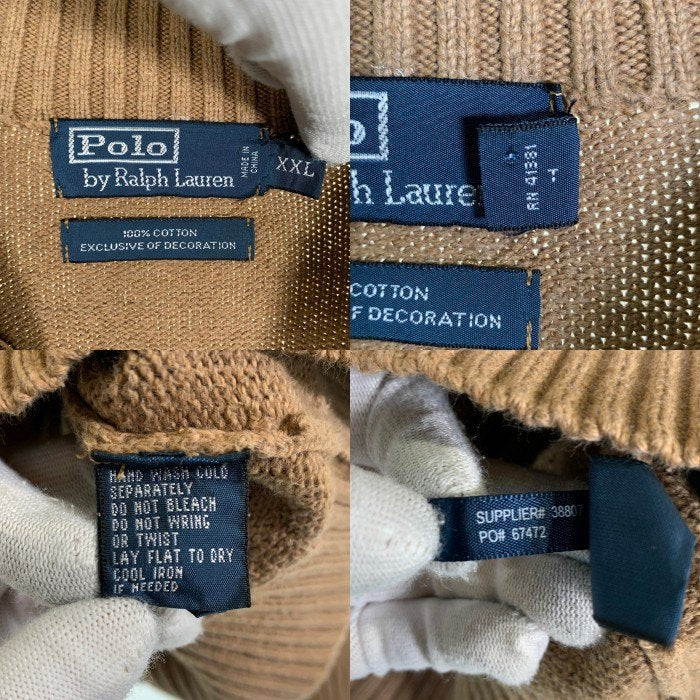 Polo
by Ralph Lauren
MADE IN
CHINA
XXL
100% COTTON
EXCLUSIVE OF DECORATION
h Laure
RN 41381
T
COTTON
F DECORATION
HAND WASH COLD
SEPARATELY
DO NOT BLEACH
DO NOT WRING
OR TWIST
LAY FLAT TO DRY
COOL IRON
IF NEEDED
SUPPLIER# 38807
PO# 67472